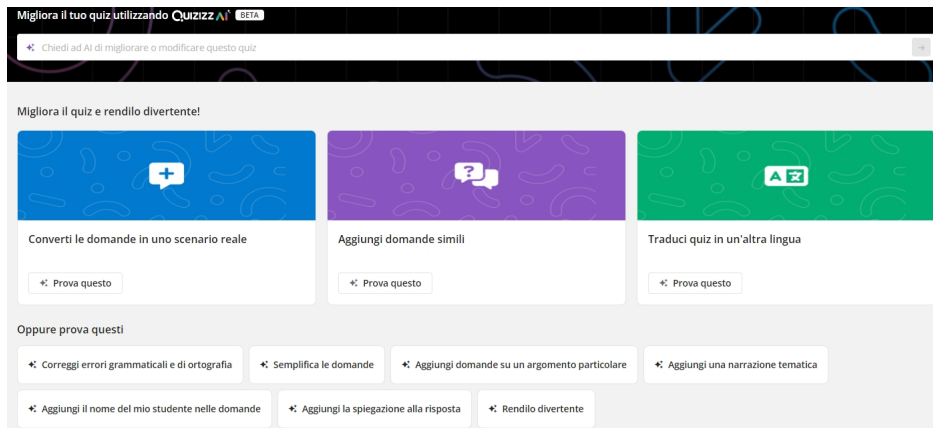 Migliora il tuo quiz utilizzando QUIZIZZ AI BETA
Chiedi ad AI di migliorare o modificare questo quiz
Migliora il quiz e rendilo divertente!
Converti le domande in uno scenario reale
Aggiungi domande simili
Traduci quiz in un'altra lingua
Prova questo
Prova questo
Prova questo
Oppure prova questi
Correggi errori grammaticali e di ortografia
Semplifica le domande
Aggiungi domande su un argomento particolare
Aggiungi una narrazione tematica
Aggiungi il nome del mio studente nelle domande
Aggiungi la spiegazione alla risposta
Rendilo divertente